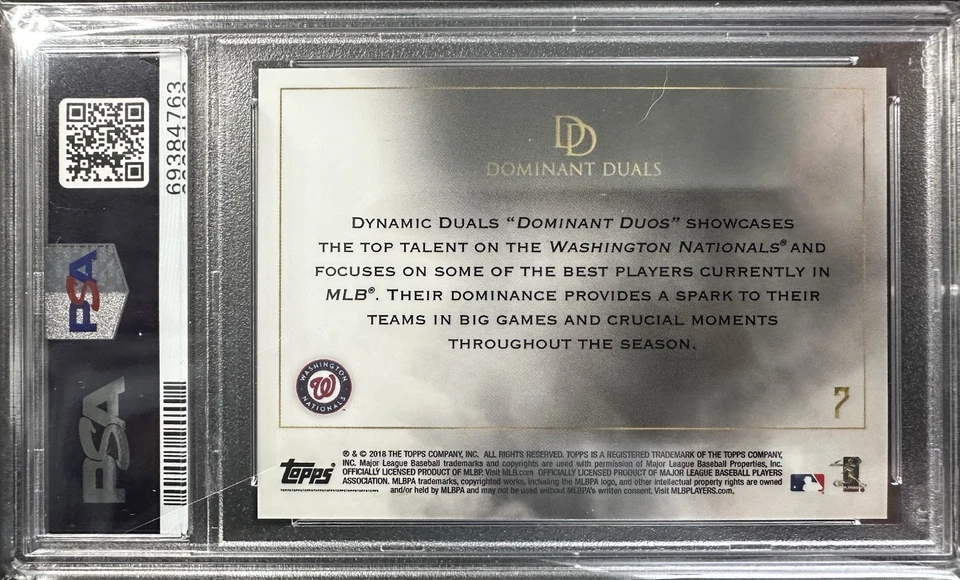 69384763
PSA
PSA
DD
DOMINANT DUALS
DYNAMIC DUALS “DOMINANT DUOS” SHOWCASES
THE TOP TALENT ON THE WASHINGTON NATIONALS® AND
FOCUSES ON SOME OF THE BEST PLAYERS CURRENTLY IN
MLB®. THEIR DOMINANCE PROVIDES A SPARK TO THEIR
TEAMS IN BIG GAMES AND CRUCIAL MOMENTS
THROUGHOUT THE SEASON.
WASHINGTON
W
NATIONALS
7
topps
® & © 2018 THE TOPPS COMPANY, INC. ALL RIGHTS RESERVED. TOPPS IS A REGISTERED TRADEMARK OF THE TOPPS COMPANY,
INC. Major League Baseball trademarks and copyrights are used with permission of Major League Baseball Properties, Inc.
OFFICIALLY LICENSED PRODUCT OF MLBP. Visit MLB.com. OFFICIALLY LICENSED PRODUCT OF MAJOR LEAGUE BASEBALL PLAYERS
ASSOCIATION. MLBPA trademarks, copyrighted works, including the MLBPA logo, and other intellectual property rights are owned
and/or held by MLBPA and may not be used without MLBPA's written consent. Visit MLBPLAYERS.com.